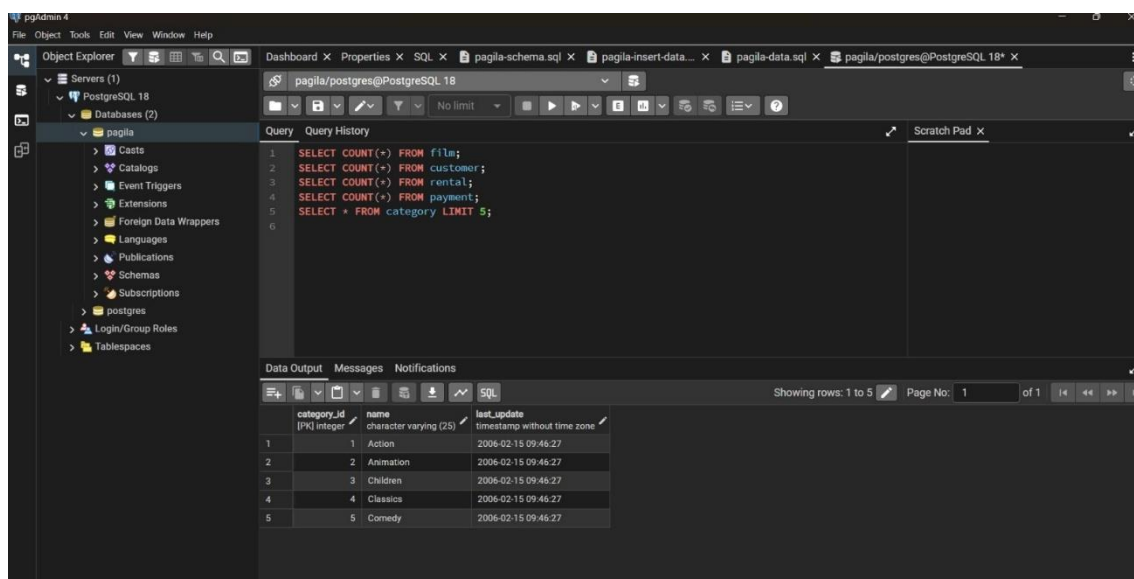 pgAdmin 4
File Object Tools Edit View Window Help
Object Explorer
Dashboard X Properties X SQL X pagila-schema.sql X pagila-insert-data.... X pagila-data.sql X pagila/postgres@PostgreSQL 18* X
Servers (1)
PostgreSQL 18
Databases (2)
pagila
Casts
Catalogs
Event Triggers
Extensions
Foreign Data Wrappers
Languages
Publications
Schemas
Subscriptions
postgres
Login/Group Roles
Tablespaces
pagila/postgres@PostgreSQL 18
No limit
E
Query Query History
Scratch Pad X
1 SELECT COUNT(*) FROM film;
2 SELECT COUNT(*) FROM customer;
3 SELECT COUNT(*) FROM rental;
4 SELECT COUNT(*) FROM payment;
5 SELECT * FROM category LIMIT 5;
6
Data Output Messages Notifications
SQL Showing rows: 1 to 5 Page No: 1 of 1
category_id name last_update
[PK] integer character varying (25) timestamp without time zone
1 1 Action 2006-02-15 09:46:27
2 2 Animation 2006-02-15 09:46:27
3 3 Children 2006-02-15 09:46:27
4 4 Classics 2006-02-15 09:46:27
5 5 Comedy 2006-02-15 09:46:27